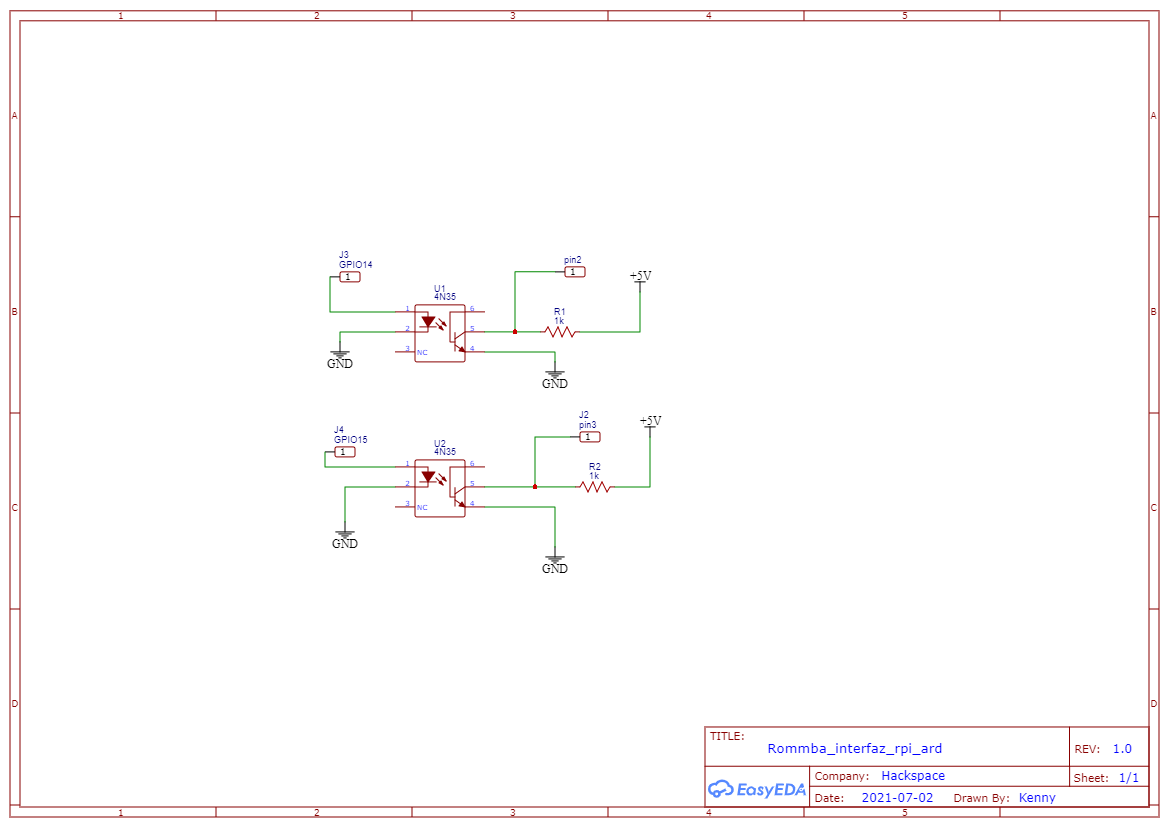 1 2 3 4 5
A A
J3
GPIO14
1
pin2
1
+5V
U1
4N35
R1
1k
1 6
2 5
3 NC 4
GND
GND
B B
J2
pin3
1
+5V
J4
GPIO15
1
U2
4N35
R2
1k
1 6
2 5
3 NC 4
C C
GND
GND
D D
TITLE:
Rommba_interfaz_rpi_ard
REV: 1.0
EasyEDA
Company: Hackspace
Sheet: 1/1
Date: 2021-07-02 Drawn By: Kenny
1 2 3 4 5